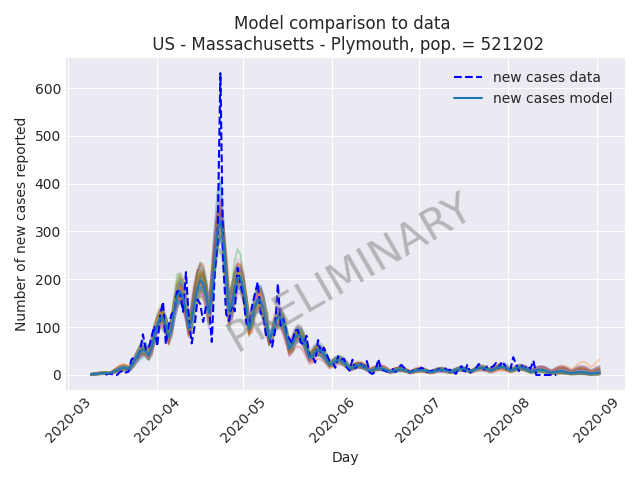 Model comparison to data
US - Massachusetts - Plymouth, pop. = 521202
new cases data
new cases model
PRELIMINARY
Number of new cases reported
600
500
400
300
200
100
0
2020-03
2020-04
2020-05
2020-06
2020-07
2020-08
2020-09
Day